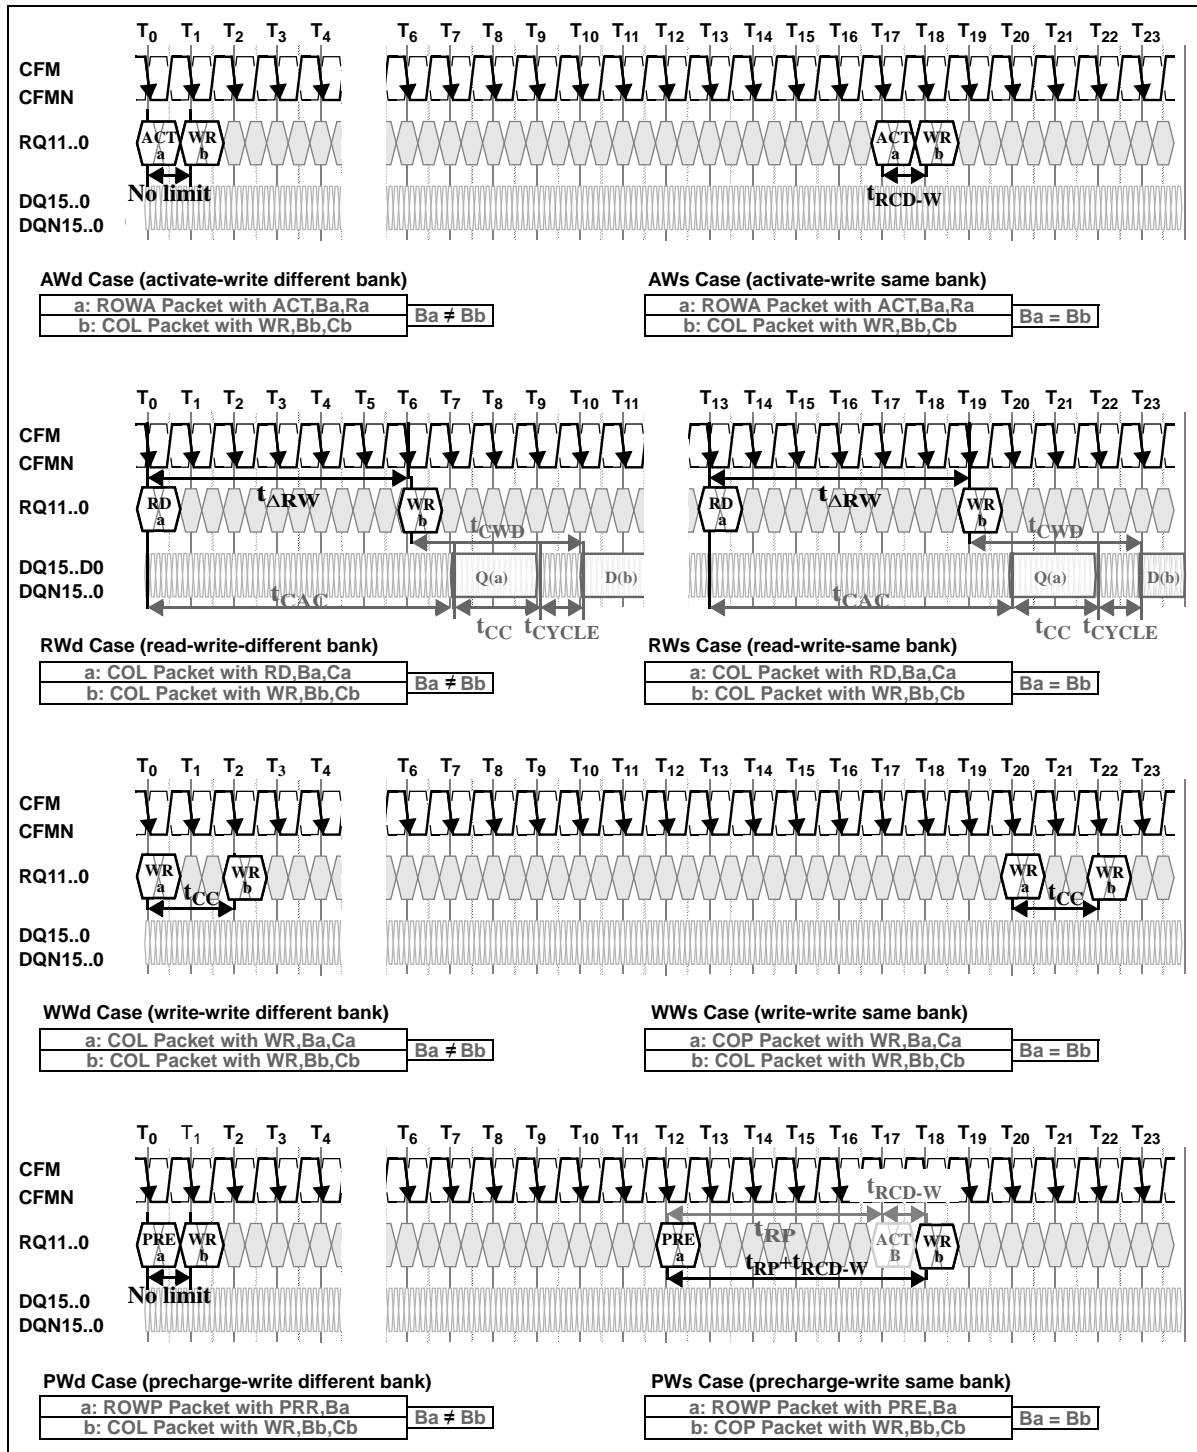 T0 T1 T2 T3 T4 T6 T7 T8 T9 T10 T11 T12 T13 T14 T15 T16 T17 T18 T19 T20 T21 T22 T23
CFM
CFMN
RQ11..0 ACT a WR b ACT a WR b
No limit tRCD-W
DQ15..0
DQN15..0
AWd Case (activate-write different bank) AWs Case (activate-write same bank)
a: ROWA Packet with ACT,Ba,Ra a: ROWA Packet with ACT,Ba,Ra
Ba ≠ Bb Ba = Bb
b: COL Packet with WR,Bb,Cb b: COL Packet with WR,Bb,Cb
T0 T1 T2 T3 T4 T5 T6 T7 T8 T9 T10 T11 T13 T14 T15 T16 T17 T18 T19 T20 T21 T22 T23
CFM
CFMN
tΔRW tΔRW
RQ11..0 RD a WR b RD a WR b
tCWD tCWD
DQ15..D0
DQN15..0 Q(a) D(b) Q(a) D(b)
tCAC tCC tCYCLE tCAC tCC tCYCLE
RWd Case (read-write-different bank) RWs Case (read-write-same bank)
a: COL Packet with RD,Ba,Ca a: COL Packet with RD,Ba,Ca
Ba ≠ Bb Ba = Bb
b: COL Packet with WR,Bb,Cb b: COL Packet with WR,Bb,Cb
T0 T1 T2 T3 T4 T6 T7 T8 T9 T10 T11 T12 T13 T14 T15 T16 T17 T18 T19 T20 T21 T22 T23
CFM
CFMN
RQ11..0 WR a tCC WR b WR a tCC WR b
DQ15..0
DQN15..0
WWd Case (write-write different bank) WWs Case (write-write same bank)
a: COL Packet with WR,Ba,Ca a: COP Packet with WR,Ba,Ca
Ba ≠ Bb Ba = Bb
b: COL Packet with WR,Bb,Cb b: COL Packet with WR,Bb,Cb
T0 T1 T2 T3 T4 T6 T7 T8 T9 T10 T11 T12 T13 T14 T15 T16 T17 T18 T19 T20 T21 T22 T23
CFM
CFMN tRCD-W
RQ11..0 PRE a WR b PRE a tRP ACT B WR b
No limit tRP+tRCD-W
DQ15..0
DQN15..0
PWd Case (precharge-write different bank) PWs Case (precharge-write same bank)
a: ROWP Packet with PRR,Ba a: ROWP Packet with PRE,Ba
Ba ≠ Bb Ba = Bb
b: COL Packet with WR,Bb,Cb b: COP Packet with WR,Bb,Cb